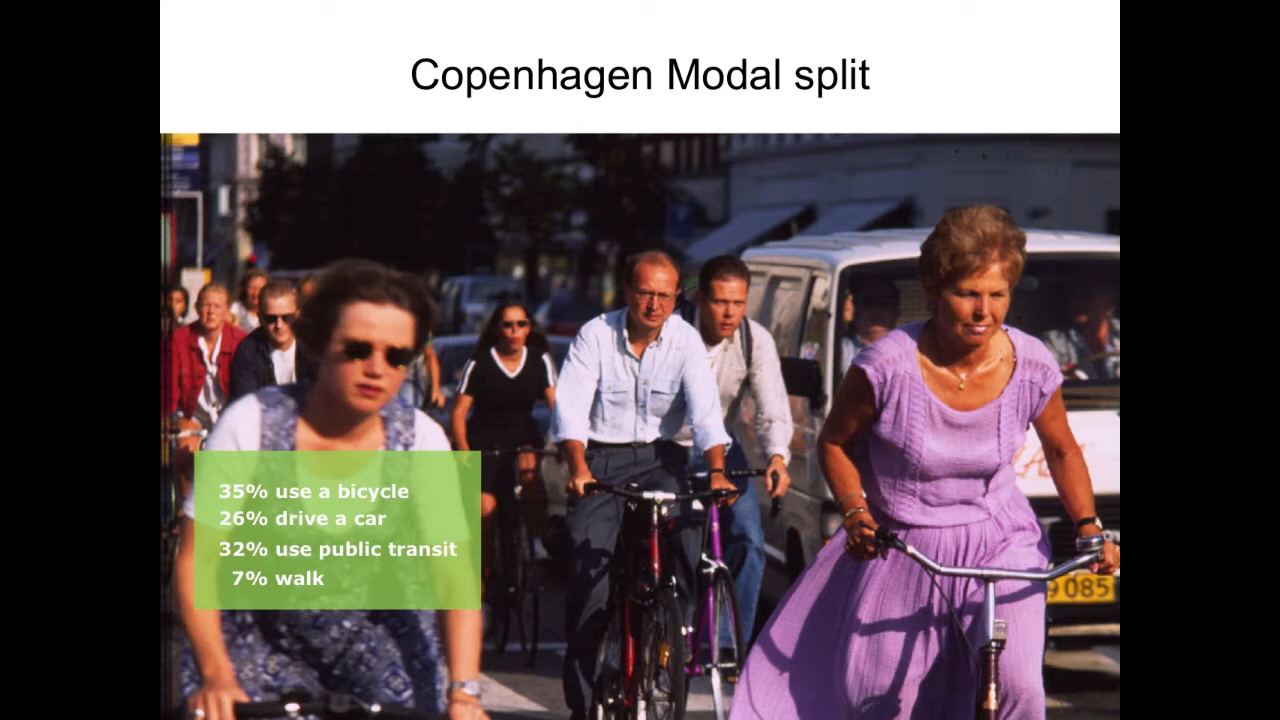 Copenhagen Modal split
35% use a bicycle
26% drive a car
32% use public transit
7% walk
9 085